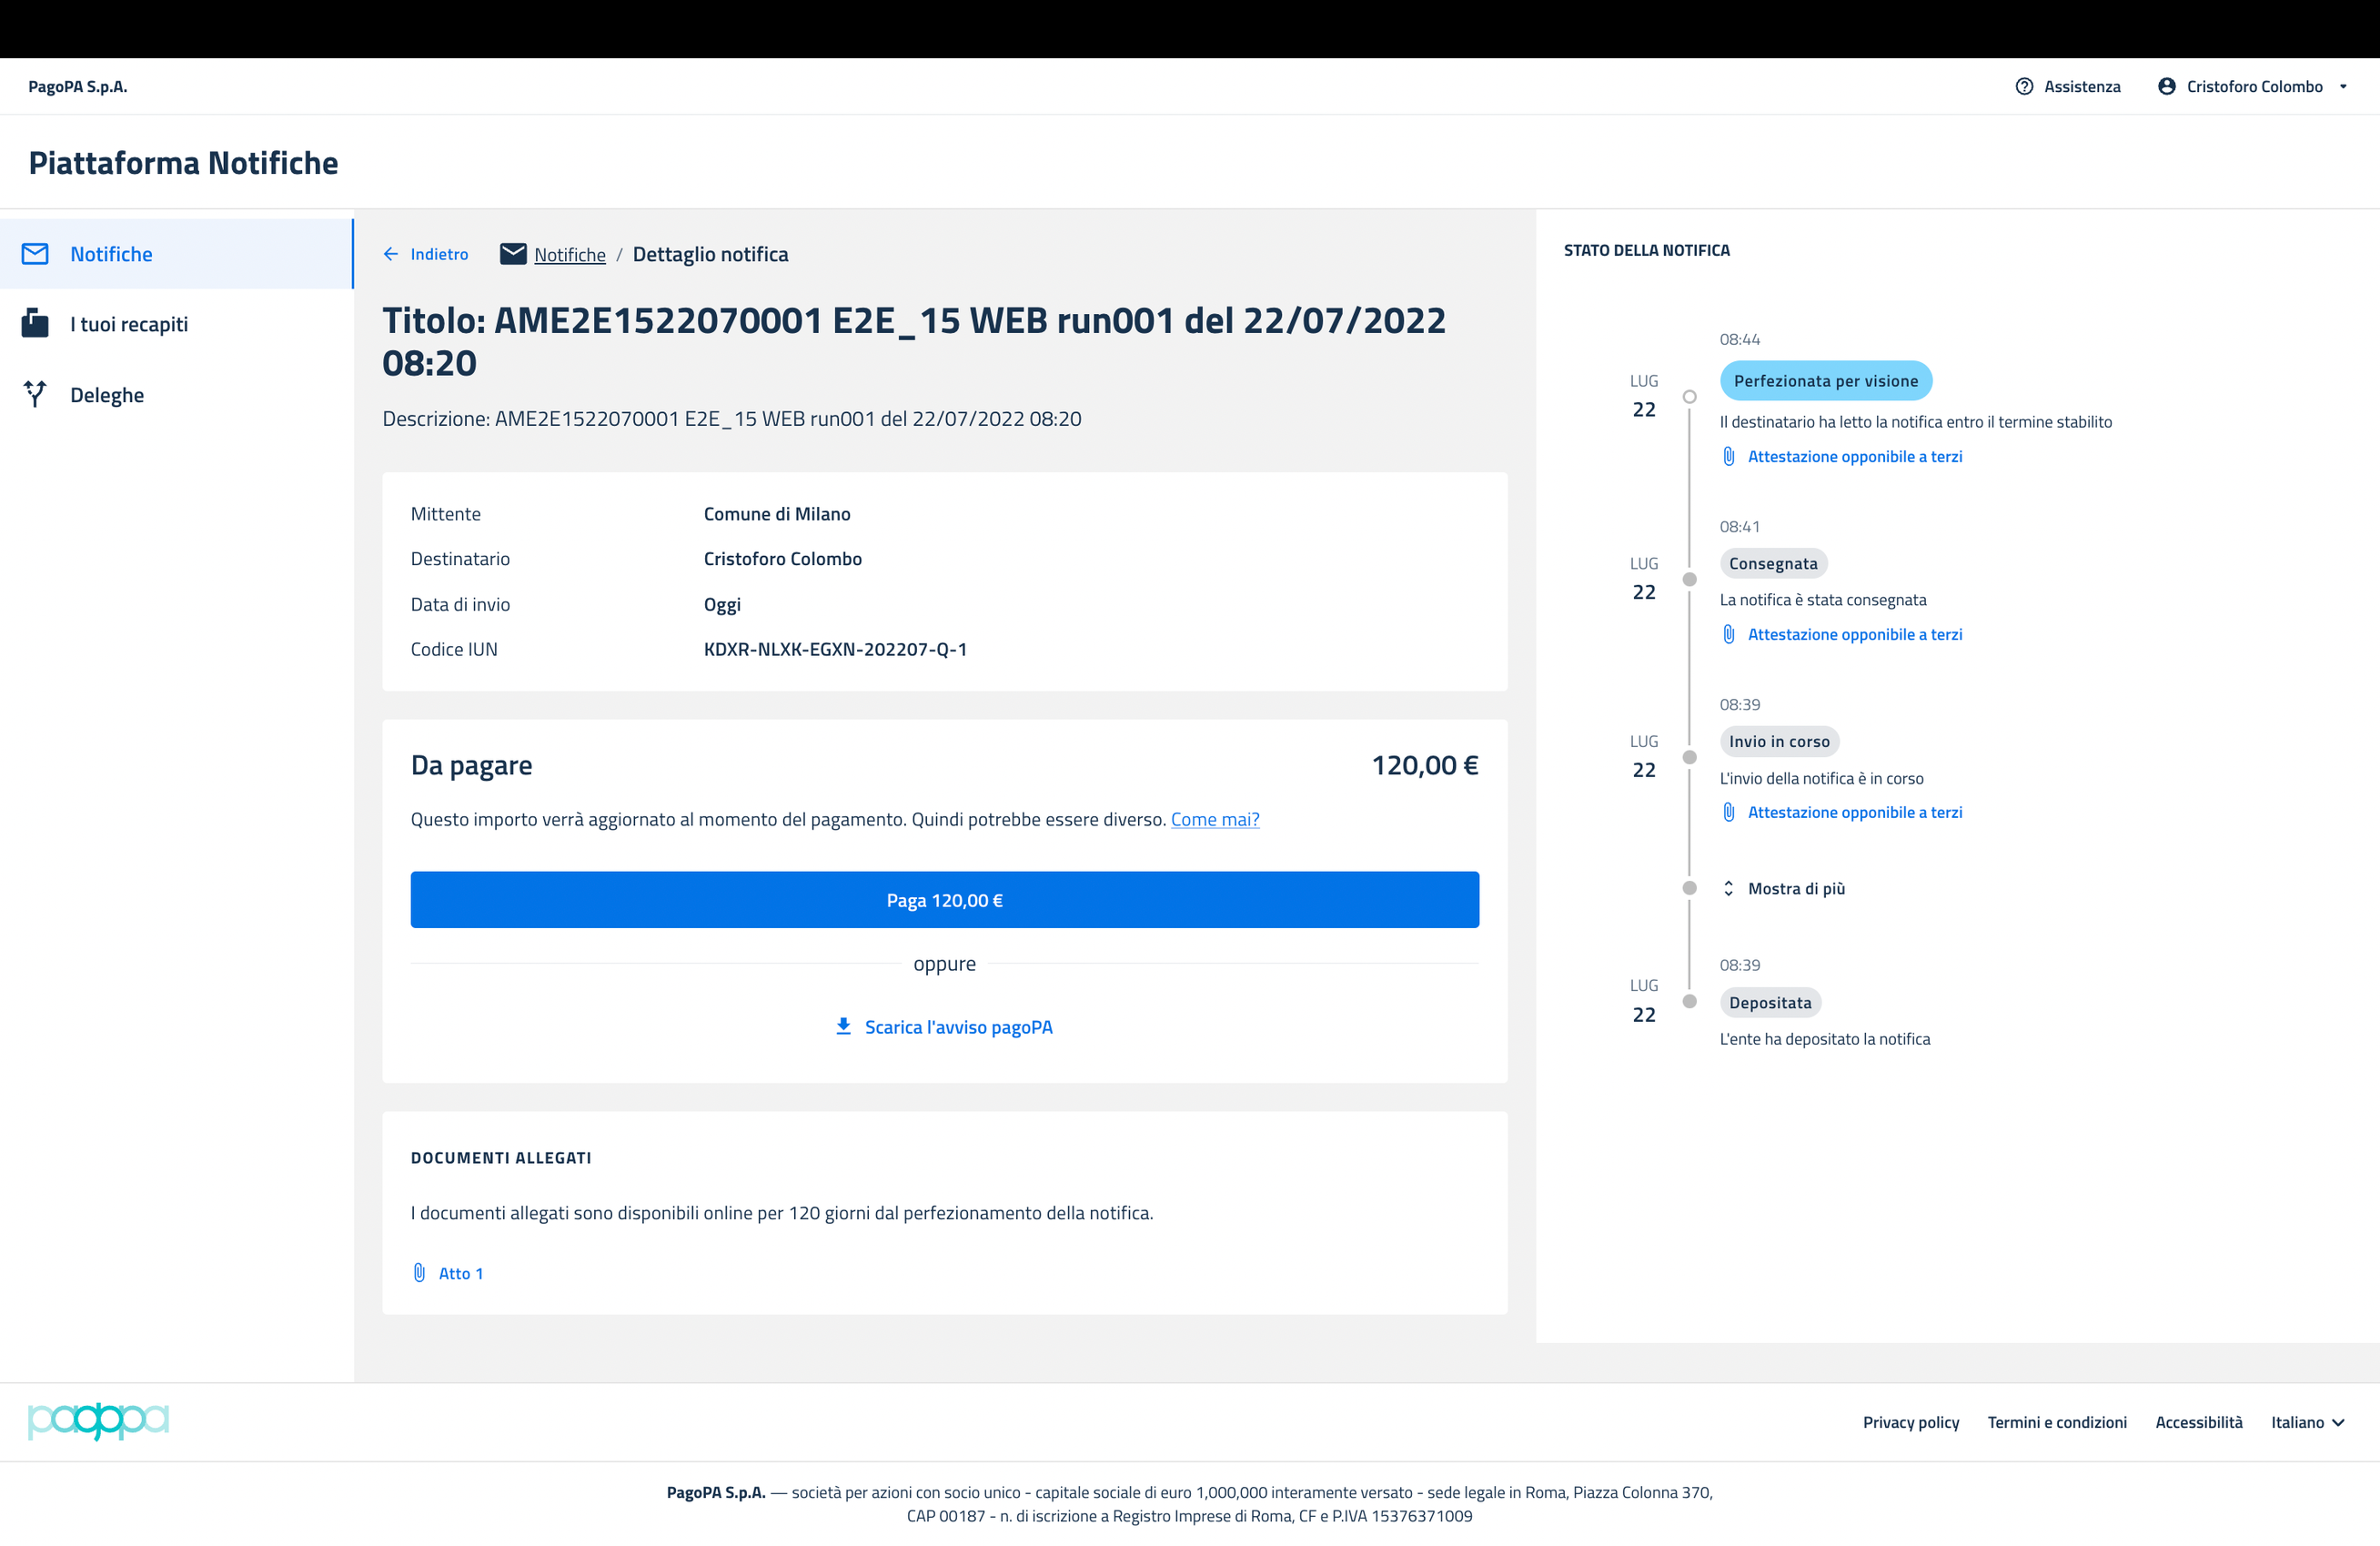 PagoPA S.p.A.
Assistenza
Cristoforo Colombo
Piattaforma Notifiche
Notifiche
I tuoi recapiti
Deleghe
Indietro
Notifiche / Dettaglio notifica
Titolo: AME2E1522070001 E2E_15 WEB run001 del 22/07/2022
08:20
Descrizione: AME2E1522070001 E2E_15 WEB run001 del 22/07/2022 08:20
Mittente Comune di Milano
Destinatario Cristoforo Colombo
Data di invio Oggi
Codice IUN KDXR-NLXK-EGXN-202207-Q-1
Da pagare 120,00 €
Questo importo verrà aggiornato al momento del pagamento. Quindi potrebbe essere diverso. Come mai?
Paga 120,00 €
oppure
Scarica l'avviso pagoPA
DOCUMENTI ALLEGATI
I documenti allegati sono disponibili online per 120 giorni dal perfezionamento della notifica.
Atto 1
STATO DELLA NOTIFICA
08:44
LUG
22
Perfezionata per visione
Il destinatario ha letto la notifica entro il termine stabilito
Attestazione opponibile a terzi
08:41
LUG
22
Consegnata
La notifica è stata consegnata
Attestazione opponibile a terzi
08:39
LUG
22
Invio in corso
L'invio della notifica è in corso
Attestazione opponibile a terzi
Mostra di più
08:39
LUG
22
Depositata
L'ente ha depositato la notifica
pagopa
Privacy policy
Termini e condizioni
Accessibilità
Italiano
PagoPA S.p.A. — società per azioni con socio unico - capitale sociale di euro 1,000,000 interamente versato - sede legale in Roma, Piazza Colonna 370,
CAP 00187 - n. di iscrizione a Registro Imprese di Roma, CF e P.IVA 15376371009